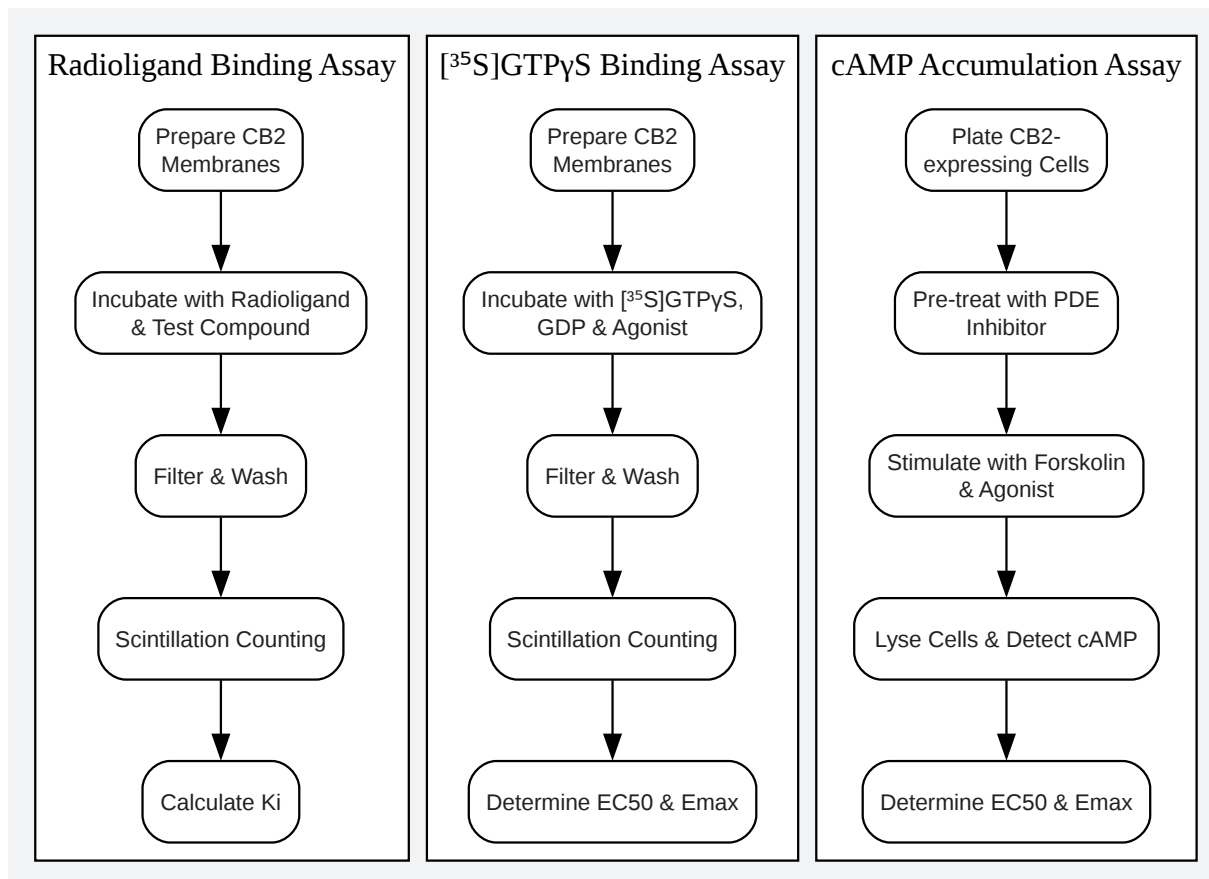 Radioligand Binding Assay
Prepare CB2
Membranes
Incubate with Radioligand
& Test Compound
Filter & Wash
Scintillation Counting
Calculate Ki
[³⁵S]GTPγS Binding Assay
Prepare CB2
Membranes
Incubate with [³⁵S]GTPγS,
GDP & Agonist
Filter & Wash
Scintillation Counting
Determine EC50 & Emax
cAMP Accumulation Assay
Plate CB2-
expressing Cells
Pre-treat with PDE
Inhibitor
Stimulate with Forskolin
& Agonist
Lyse Cells & Detect cAMP
Determine EC50 & Emax